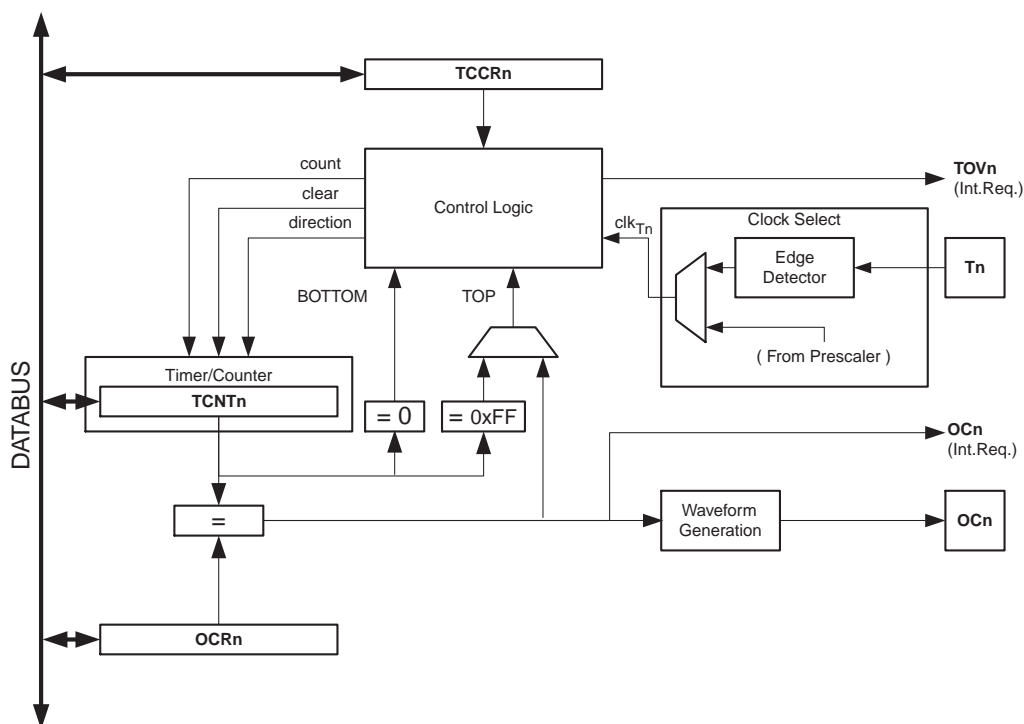 TCCRn
count
clear
direction
Control Logic
TOVn
(Int.Req.)
clkTn
Clock Select
Edge
Detector
Tn
( From Prescaler )
BOTTOM
TOP
Timer/Counter
TCNTn
= 0
= 0xFF
DATABUS
OCn
(Int.Req.)
=
Waveform
Generation
OCn
OCRn